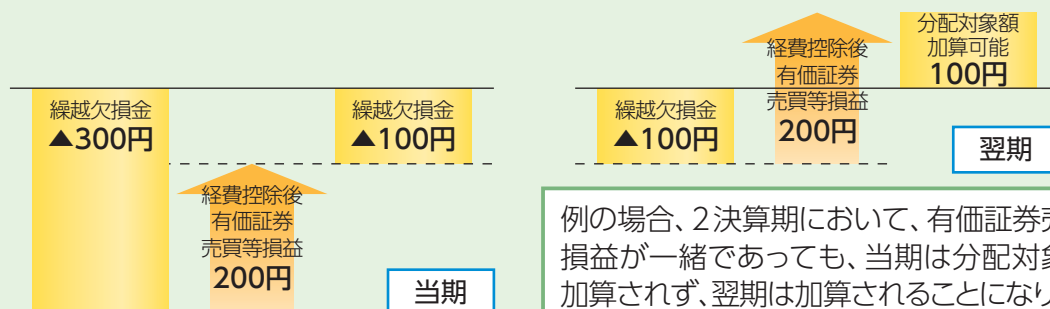 繰越欠損金
▲300円
繰越欠損金
▲100円
経費控除後
有価証券
売買等損益
200円
当期
繰越欠損金
▲100円
経費控除後
有価証券
売買等損益
200円
分配対象額
加算可能
100円
翌期
例の場合、2決算期において、有価証券
損益が一緒であっても、当期は分配対
加算されず、翌期は加算されることになり